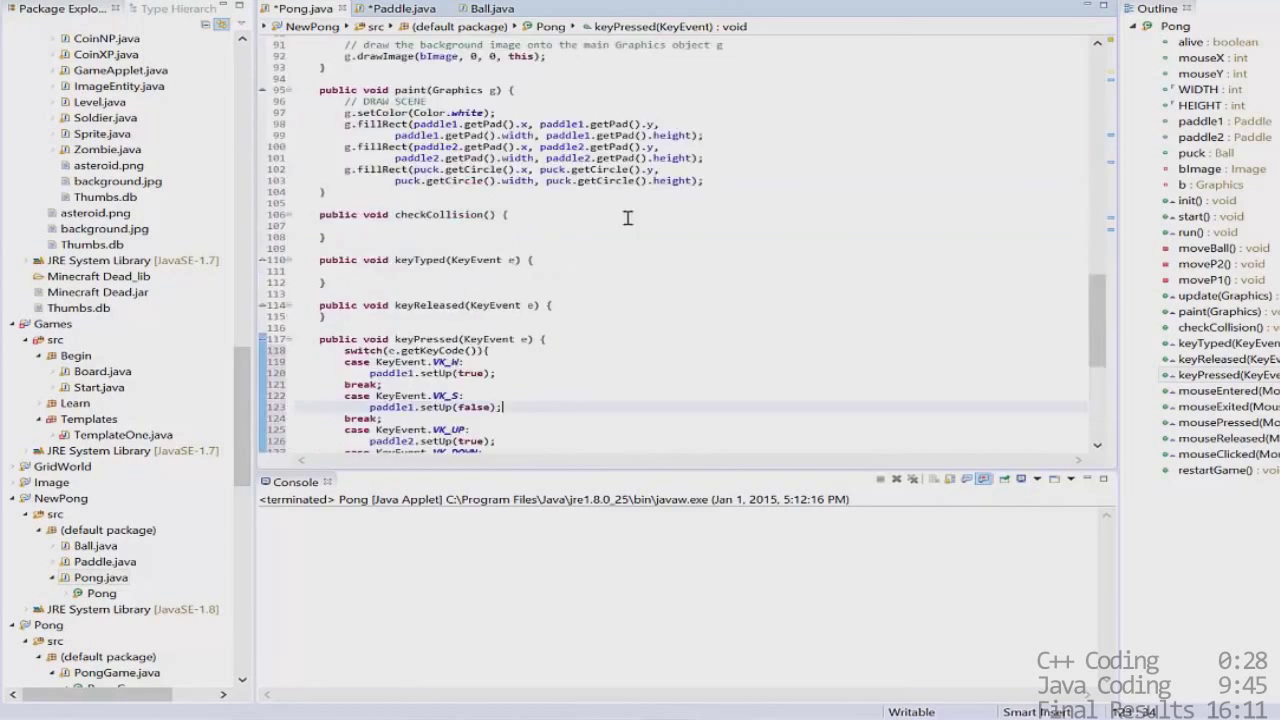 Package Explo...
Type Hierarch
CoinNP.java
CoinXP.java
GameApplet.java
ImageEntity.java
Level.java
Soldier.java
Sprite.java
Zombie.java
asteroid.png
background.jpg
Thumbs.db
asteroid.png
background.jpg
Thumbs.db
JRE System Library [JavaSE-1.7]
Minecraft Dead_lib
Minecraft Dead.jar
Thumbs.db
Games
src
Begin
Board.java
Start.java
Learn
Templates
TemplateOne.java
JRE System Library [JavaSE-1.7]
GridWorld
Image
NewPong
src
(default package)
Ball.java
Paddle.java
Pong.java
Pong
JRE System Library [JavaSE-1.8]
Pong
src
(default package)
PongGame.java
*Pong.java
*Paddle.java
Ball.java
NewPong
src
(default package)
Pong
keyPressed(KeyEvent) : void
91 // draw the background image onto the main Graphics object g
92 g.drawImage(bImage, 0, 0, this);
93 }
94
95 public void paint(Graphics g) {
96 // DRAW SCENE
97 g.setColor(Color.white);
98 g.fillRect(paddle1.getPad().x, paddle1.getPad().y,
99 paddle1.getPad().width, paddle1.getPad().height);
100 g.fillRect(paddle2.getPad().x, paddle2.getPad().y,
101 paddle2.getPad().width, paddle2.getPad().height);
102 g.fillRect(puck.getCircle().x, puck.getCircle().y,
103 puck.getCircle().width, puck.getCircle().height);
104 }
105
106 public void checkCollision() {
107
108 }
109
110 public void keyTyped(KeyEvent e) {
111
112 }
113
114 public void keyReleased(KeyEvent e) {
115 }
116
117 public void keyPressed(KeyEvent e) {
118 switch(e.getKeyCode()){
119 case KeyEvent.VK_W:
120 paddle1.setUp(true);
121 break;
122 case KeyEvent.VK_S:
123 paddle1.setUp(false);
124 break;
125 case KeyEvent.VK_UP:
126 paddle2.setUp(true);
case KeyEvent.VK_DOWN:
Console
<terminated> Pong [Java Applet] C:\Program Files\Java\jre1.8.0_25\bin\javaw.exe (Jan 1, 2015, 5:12:16 PM)
Outline
Pong
alive : boolean
mouseX : int
mouseY : int
WIDTH : int
HEIGHT : int
paddle1 : Paddle
paddle2 : Paddle
puck : Ball
bImage : Image
b : Graphics
init() : void
start() : void
run() : void
moveBall() : void
moveP2() : void
moveP1() : void
update(Graphics) :
paint(Graphics) :
checkCollision() :
keyTyped(KeyEve
keyReleased(KeyE
keyPressed(KeyEve
mouseEntered(Mo
mouseExited(Mou
mousePressed(Mo
mouseReleased(M
mouseClicked(Mo
restartGame() : vo
C++ Coding 0:28
Java Coding 9:45
Final Results 16:11
Writable
Smart Insert